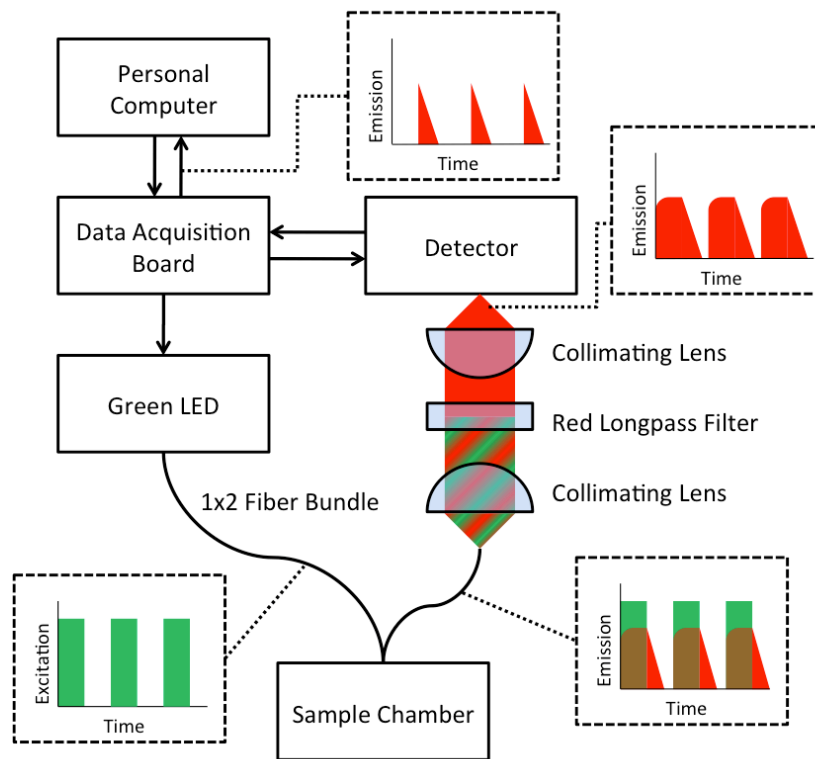 Personal
Computer
Emission
Time
Emission
Time
Data Acquisition
Board
Detector
Collimating Lens
Green LED
Red Longpass Filter
1x2 Fiber Bundle
Collimating Lens
Excitation
Time
Sample Chamber
Emission
Time